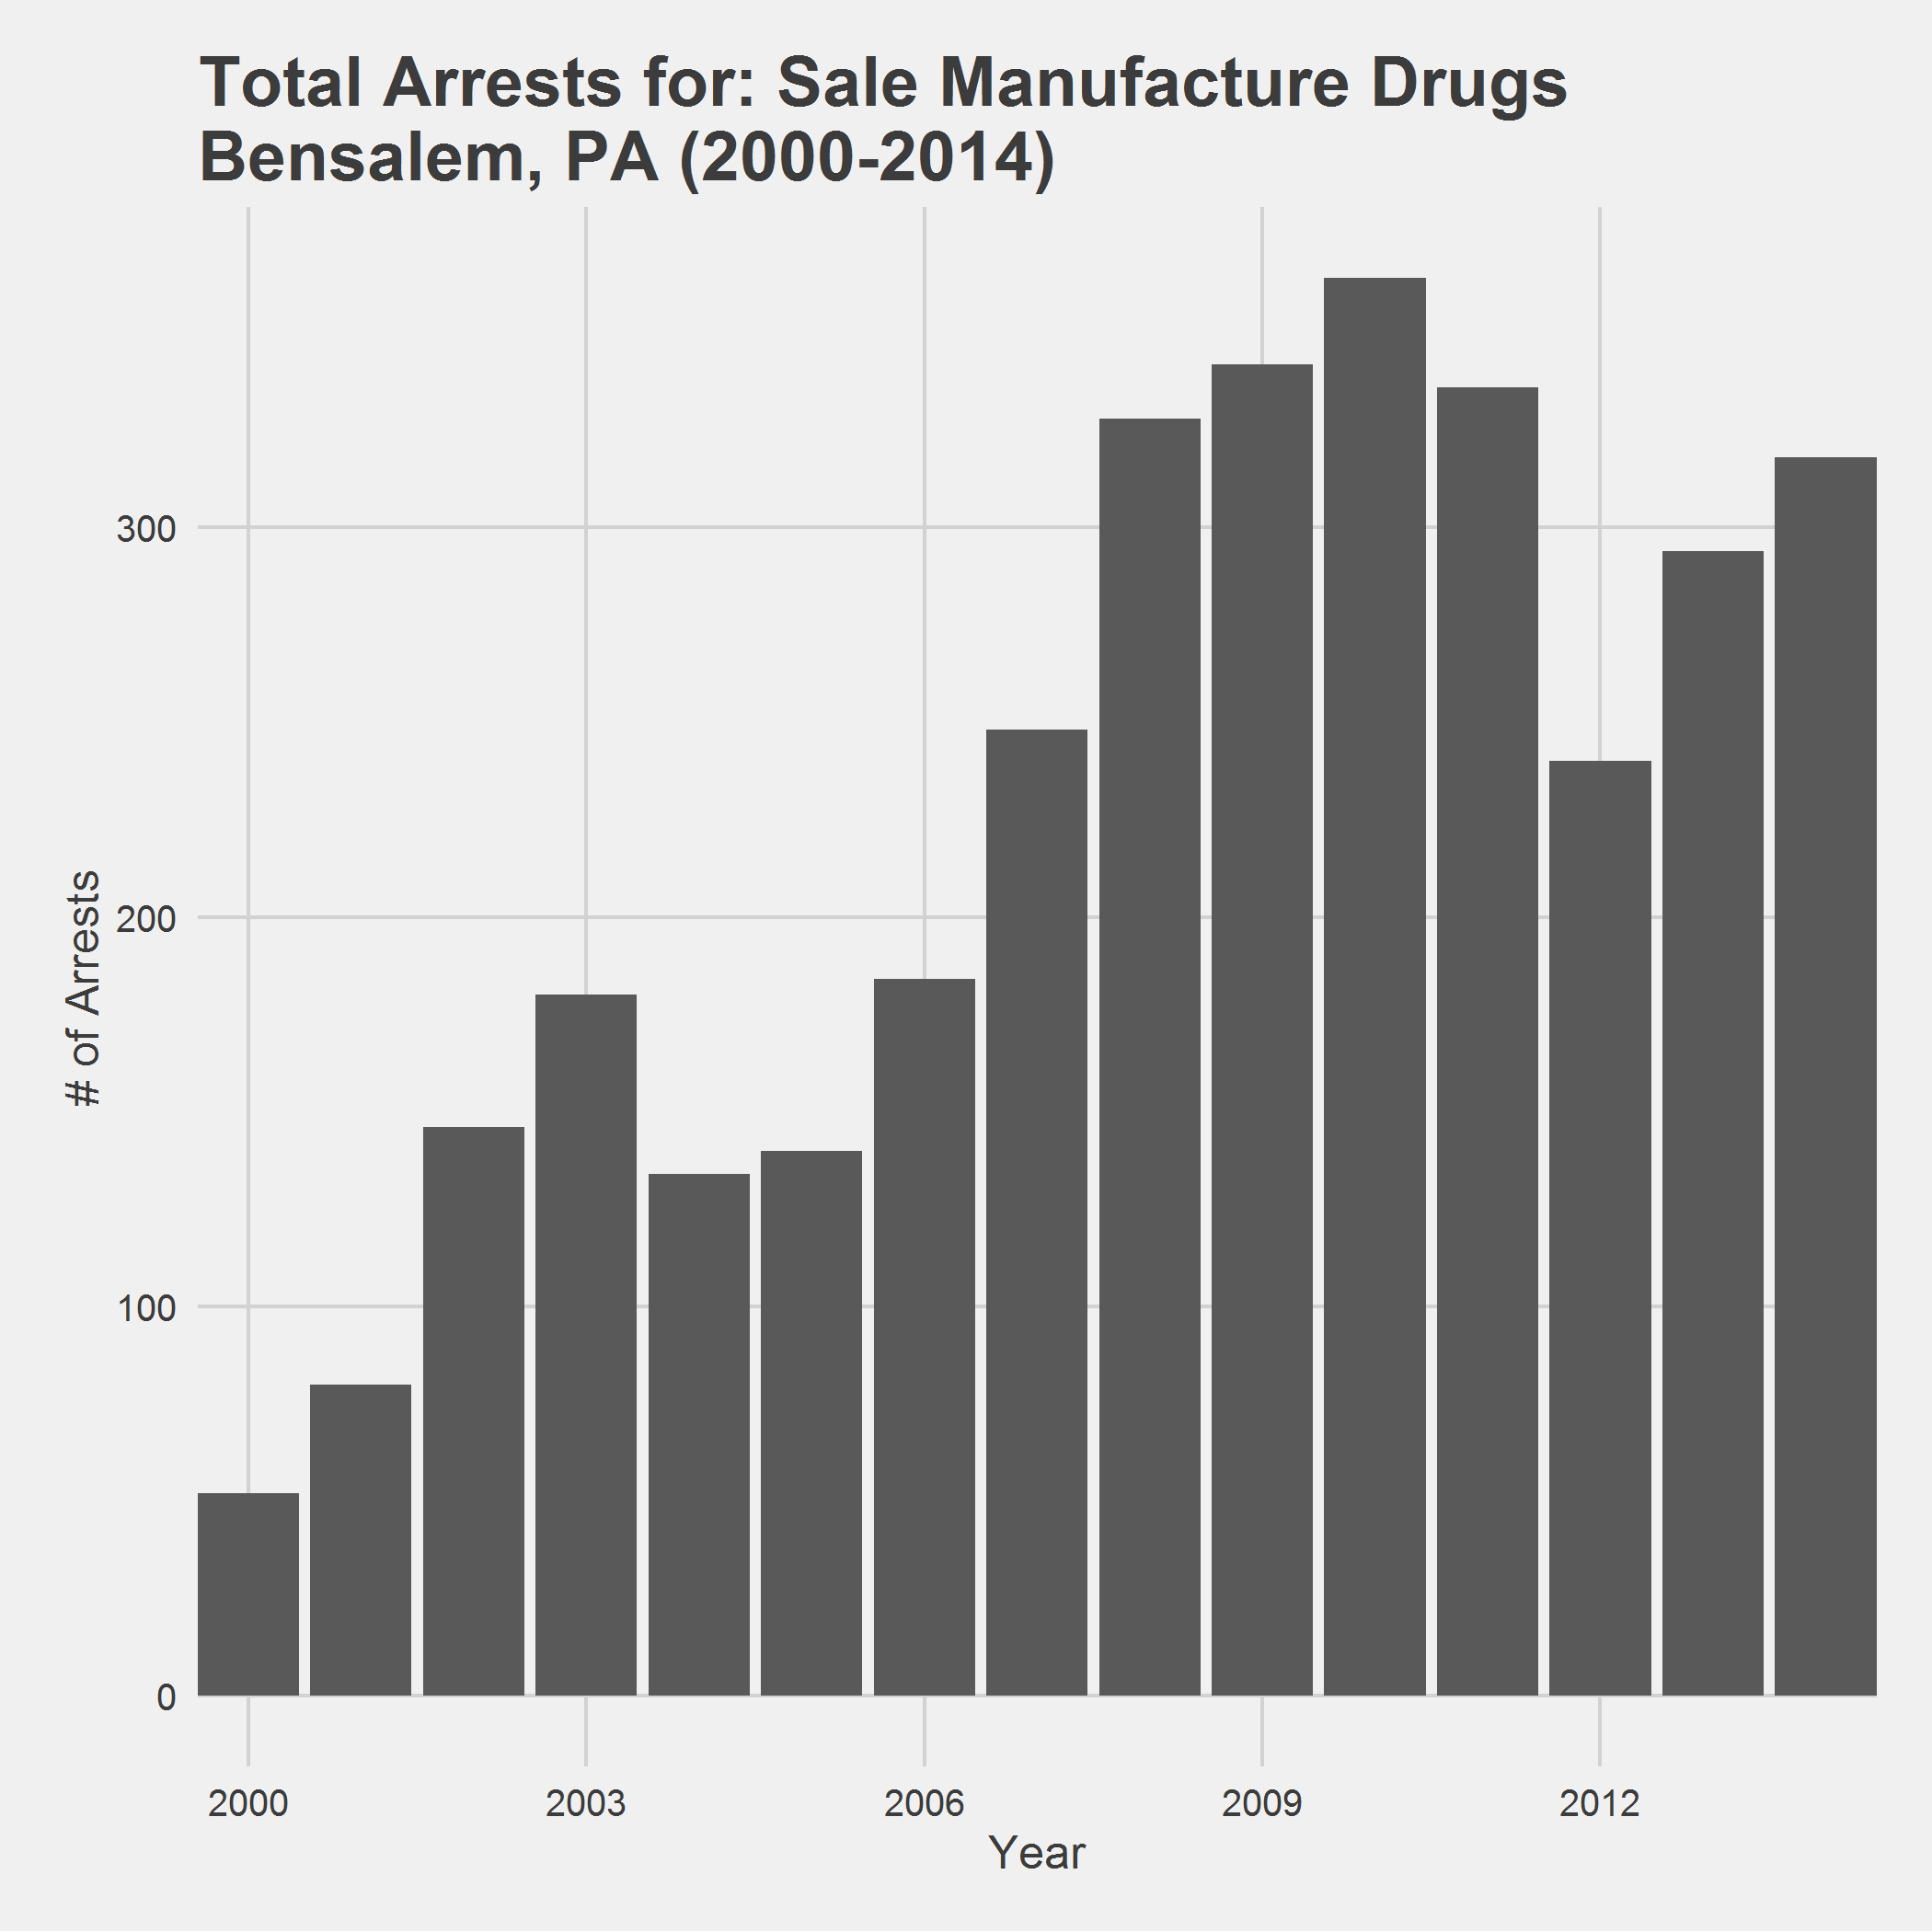 Total Arrests for: Sale Manufacture Drugs
Bensalem, PA (2000-2014)
# of Arrests
300
200
100
0
2000 2003 2006 2009 2012
Year